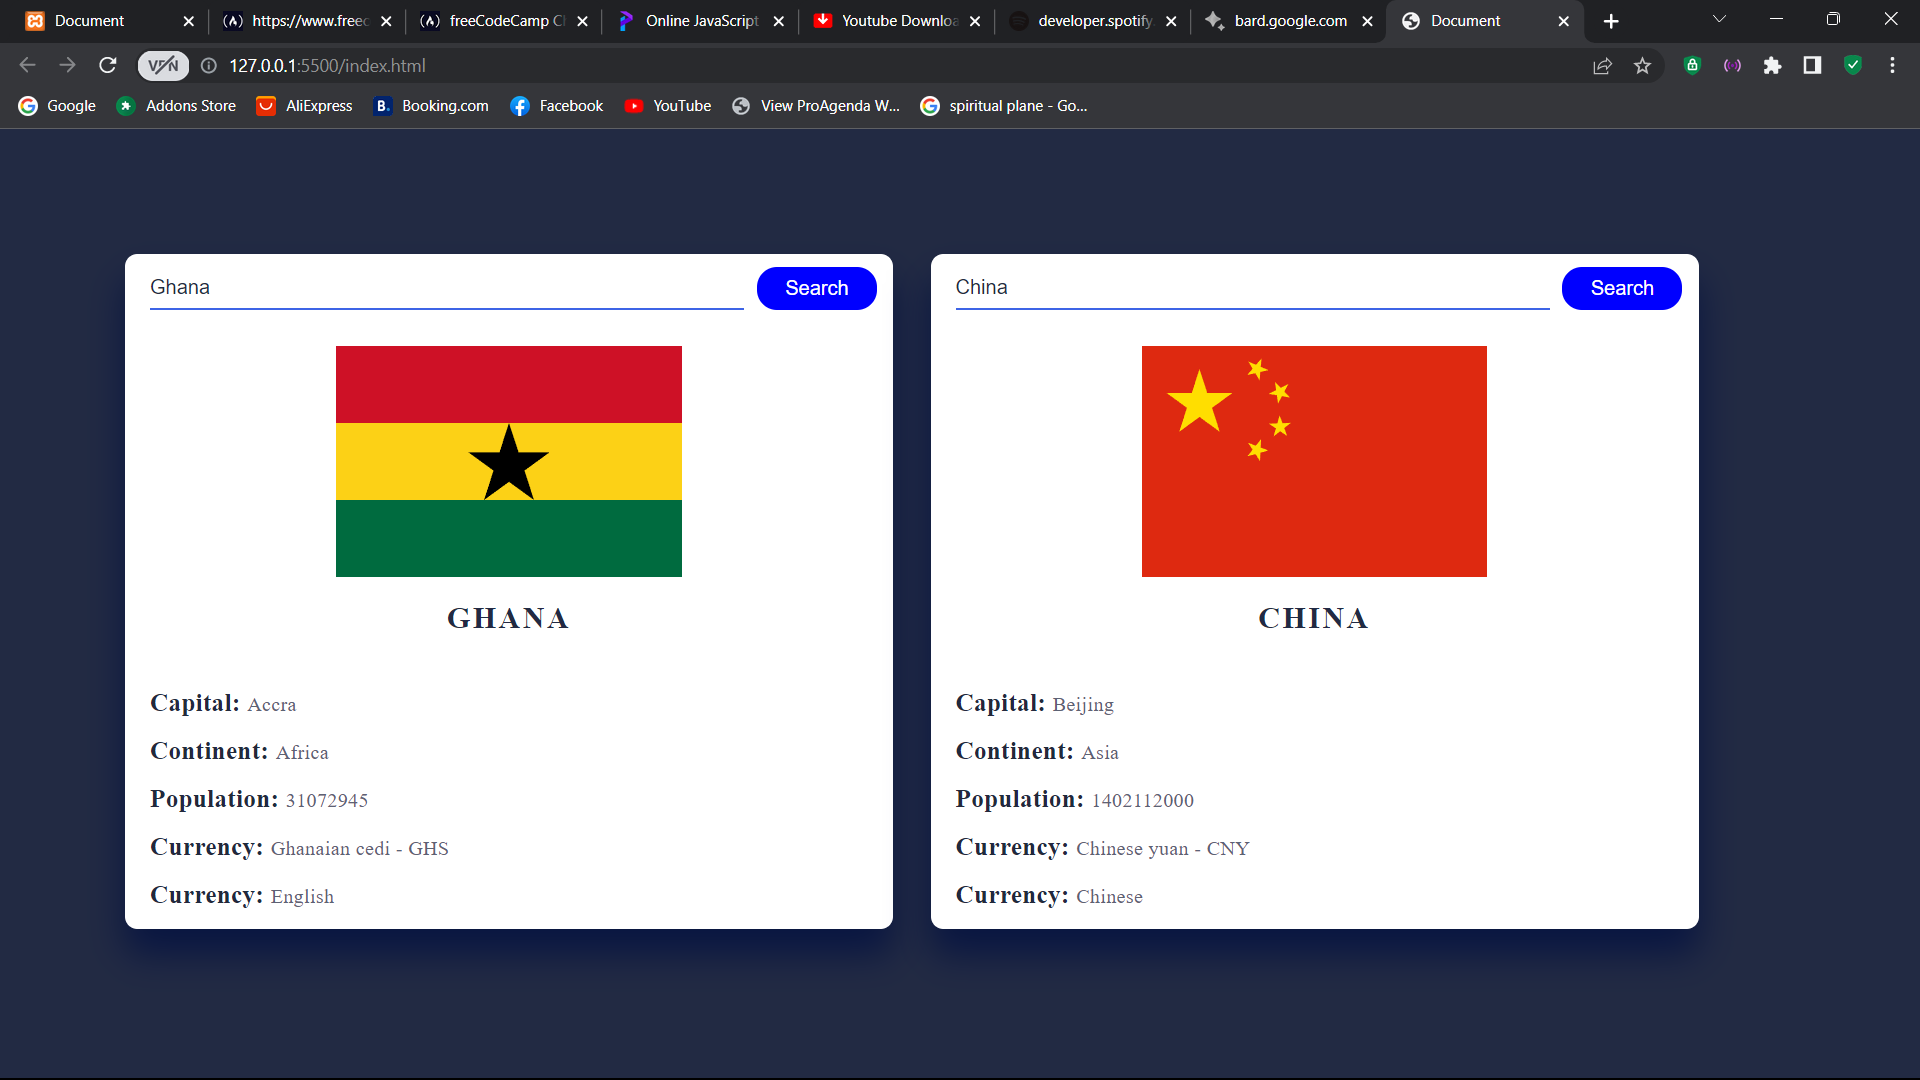 Document
https://www.freec
freeCodeCamp Cl
Online JavaScript
Youtube Downloa
developer.spotify.
bard.google.com
Document
VPN
127.0.0.1:5500/index.html
Google
Addons Store
AliExpress
B.
Booking.com
Facebook
YouTube
View ProAgenda W...
spiritual plane - Go...
Ghana
Search
GHANA
Capital: Accra
Continent: Africa
Population: 31072945
Currency: Ghanaian cedi - GHS
Currency: English
China
Search
CHINA
Capital: Beijing
Continent: Asia
Population: 1402112000
Currency: Chinese yuan - CNY
Currency: Chinese